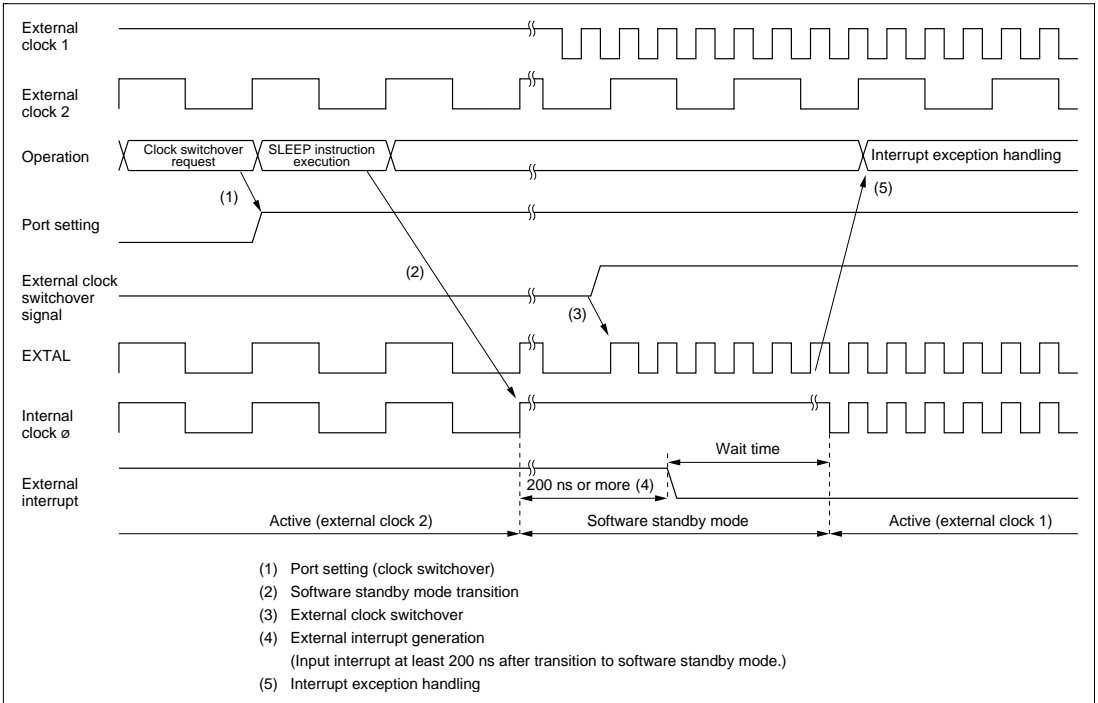 External
clock 1
External
clock 2
Operation
Clock switchover
request
SLEEP instruction
execution
Interrupt exception handling
(1)
(5)
Port setting
(2)
External clock
switchover
signal
(3)
EXTAL
Internal
clock ø
Wait time
External
interrupt
200 ns or more (4)
Active (external clock 2)
Software standby mode
Active (external clock 1)
(1) Port setting (clock switchover)
(2) Software standby mode transition
(3) External clock switchover
(4) External interrupt generation
(Input interrupt at least 200 ns after transition to software standby mode.)
(5) Interrupt exception handling